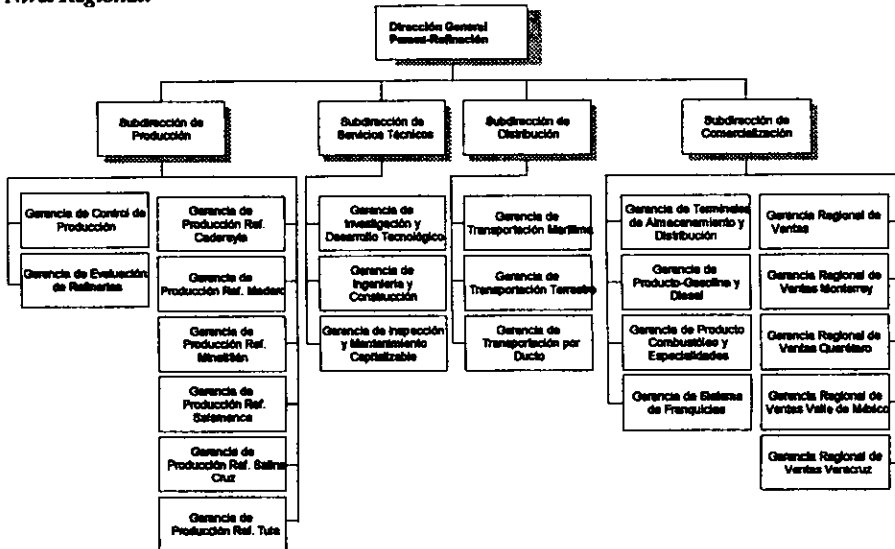 Nivel Regional.
Dirección General
Pemex-Refinación
Subdirección de
Producción
Subdirección de
Servicios Técnicos
Subdirección de
Distribución
Subdirección de
Comercialización
Gerencia de Control de
Producción
Gerencia de Evaluación
de Refinerías
Gerencia de
Producción Ref.
Cadereyta
Gerencia de
Producción Ref. Madero
Gerencia de
Producción Ref.
Minatitlán
Gerencia de
Producción Ref.
Salamanca
Gerencia de
Producción Ref. Salina
Cruz
Gerencia de
Producción Ref. Tula
Gerencia de
Investigación y
Desarrollo Tecnológico
Gerencia de
Ingeniería y
Construcción
Gerencia de Inspección
y Mantenimiento
Capitalizable
Gerencia de
Transportación Marítima
Gerencia de
Transportación Terrestre
Gerencia de
Transportación por
Ducto
Gerencia de Terminales
de Almacenamiento y
Distribución
Gerencia de
Producto-Gasolina y
Diesel
Gerencia de Producto
Combustóleo y
Especialidades
Gerencia de Sistema
de Franquicias
Gerencia Regional de
Ventas
Gerencia Regional de
Ventas Monterrey
Gerencia Regional de
Ventas Querétaro
Gerencia Regional de
Ventas Valle de México
Gerencia Regional de
Ventas Veracruz